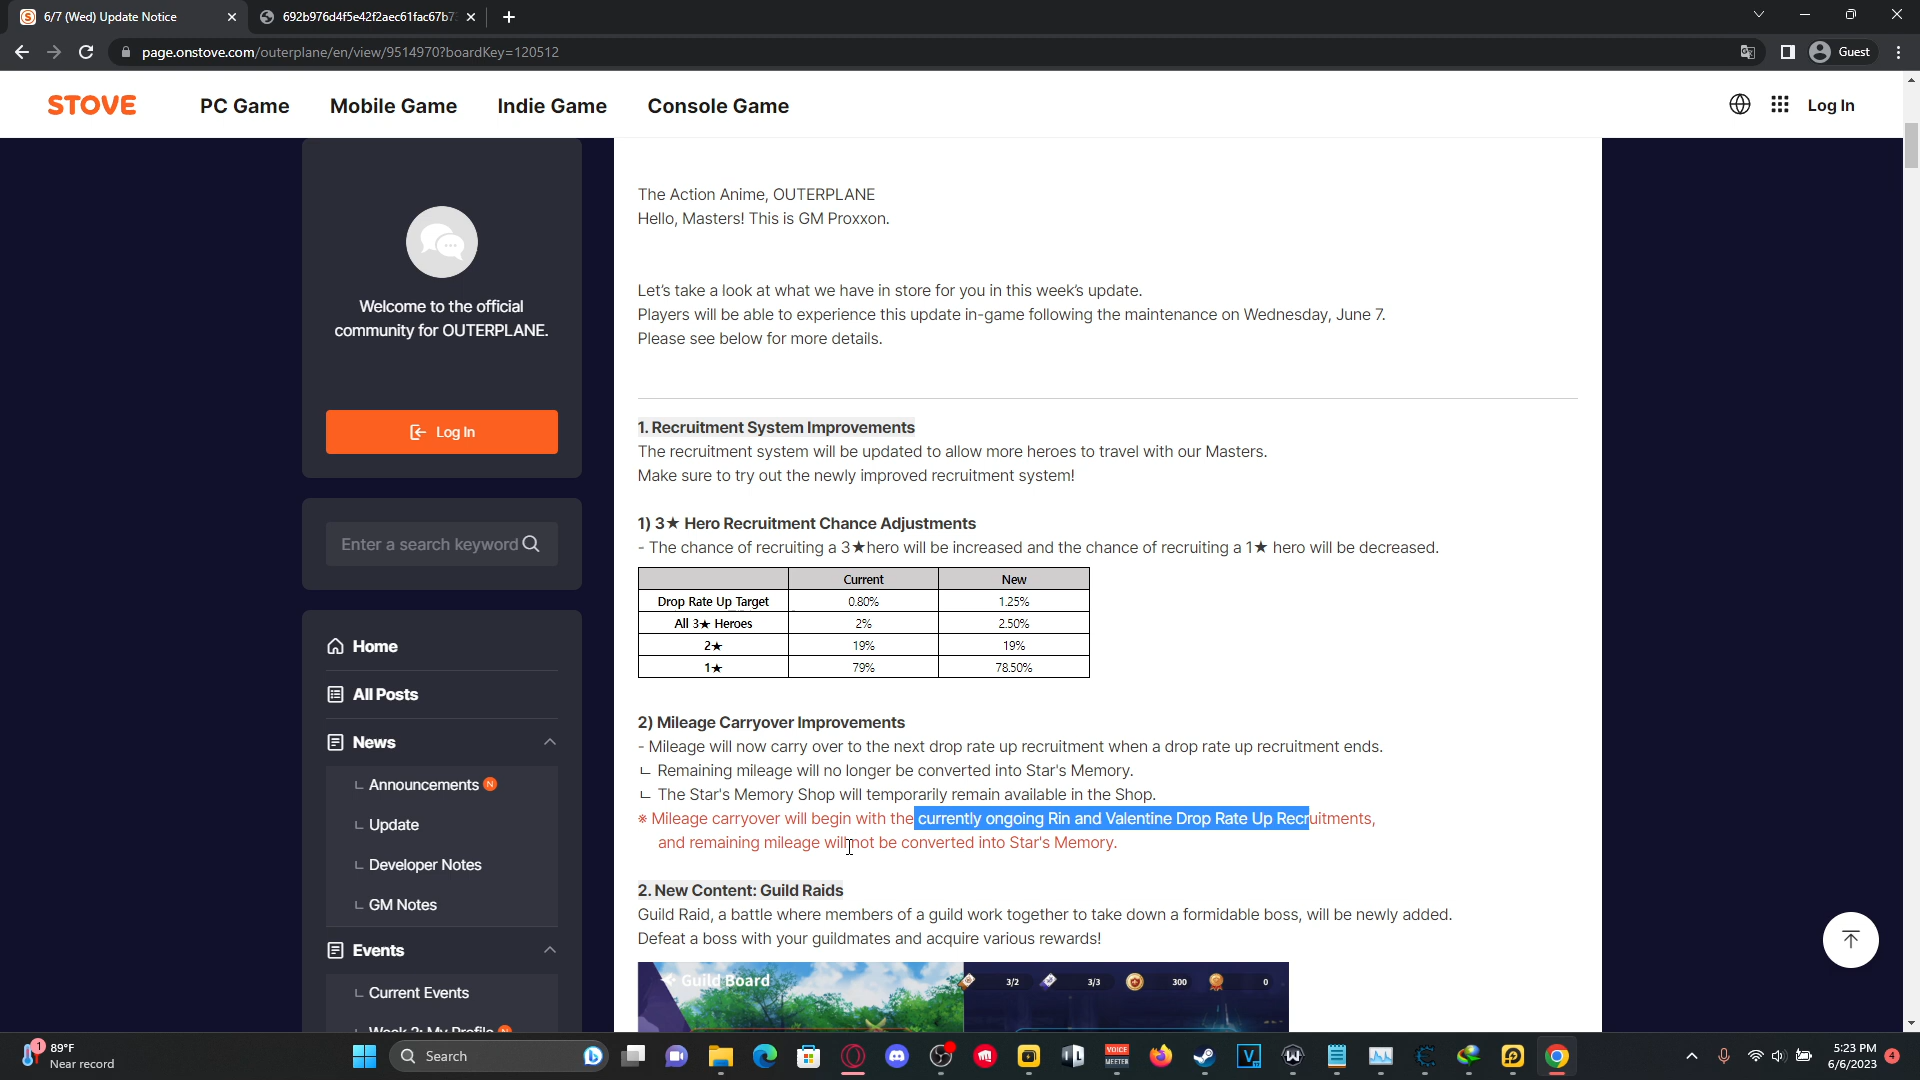 6/7 (Wed) Update Notice
692b976d4f5e42f2aec61fac67b7
page.onstove.com/outerplane/en/view/9514970?boardKey=120512
Guest
STOVE
PC Game
Mobile Game
Indie Game
Console Game
Log In
Welcome to the official
community for OUTERPLANE.
Log In
Enter a search keyword
Home
All Posts
News
Announcements N
Update
Developer Notes
GM Notes
Events
Current Events
The Action Anime, OUTERPLANE
Hello, Masters! This is GM Proxxon.
Let's take a look at what we have in store for you in this week's update.
Players will be able to experience this update in-game following the maintenance on Wednesday, June 7.
Please see below for more details.
1. Recruitment System Improvements
The recruitment system will be updated to allow more heroes to travel with our Masters.
Make sure to try out the newly improved recruitment system!
1) 3★ Hero Recruitment Chance Adjustments
- The chance of recruiting a 3★hero will be increased and the chance of recruiting a 1★ hero will be decreased.
Current New
Drop Rate Up Target 0.80% 1.25%
All 3★ Heroes 2% 2.50%
2★ 19% 19%
1★ 79% 78.50%
2) Mileage Carryover Improvements
- Mileage will now carry over to the next drop rate up recruitment when a drop rate up recruitment ends.
ㄴ Remaining mileage will no longer be converted into Star's Memory.
ㄴ The Star's Memory Shop will temporarily remain available in the Shop.
※ Mileage carryover will begin with the currently ongoing Rin and Valentine Drop Rate Up Recruitments,
and remaining mileage will not be converted into Star's Memory.
2. New Content: Guild Raids
Guild Raid, a battle where members of a guild work together to take down a formidable boss, will be newly added.
Defeat a boss with your guildmates and acquire various rewards!
Guild Board
3/2
3/3
300
0
1
89°F
Near record
Search
VOICE
MEETER
5:23 PM
6/6/2023
4